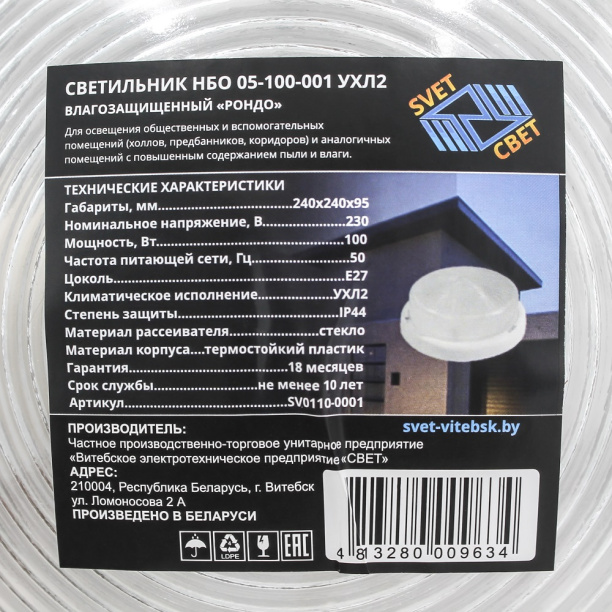 СВЕТИЛЬНИК НБО 05-100-001 УХЛ2
ВЛАГОЗАЩИЩЕННЫЙ «РОНДО»
Для освещения общественных и вспомогательных
помещений (холлов, предбанников, коридоров) и аналогичных
помещений с повышенным содержанием пыли и влаги.
SVET
СВЕТ
ТЕХНИЧЕСКИЕ ХАРАКТЕРИСТИКИ
Габариты, мм..............................240х240х95
Номинальное напряжение, В..................230
Мощность, Вт.........................................100
Частота питающей сети, Гц.....................50
Цоколь....................................................Е27
Климатическое исполнение.................УХЛ2
Степень защиты...................................IP44
Материал рассеивателя....................стекло
Материал корпуса....термостойкий пластик
Гарантия......................................18 месяцев
Срок службы.......................не менее 10 лет
Артикул....................................SV0110-0001
ПРОИЗВОДИТЕЛЬ:
svet-vitebsk.by
Частное производственно-торговое унитарное предприятие
«Витебское электротехническое предприятие«СВЕТ»
АДРЕС:
210004, Республика Беларусь, г. Витебск
ул. Ломоносова 2 А
ПРОИЗВЕДЕНО В БЕЛАРУСИ
LDPE
EAC
4 813280 009634